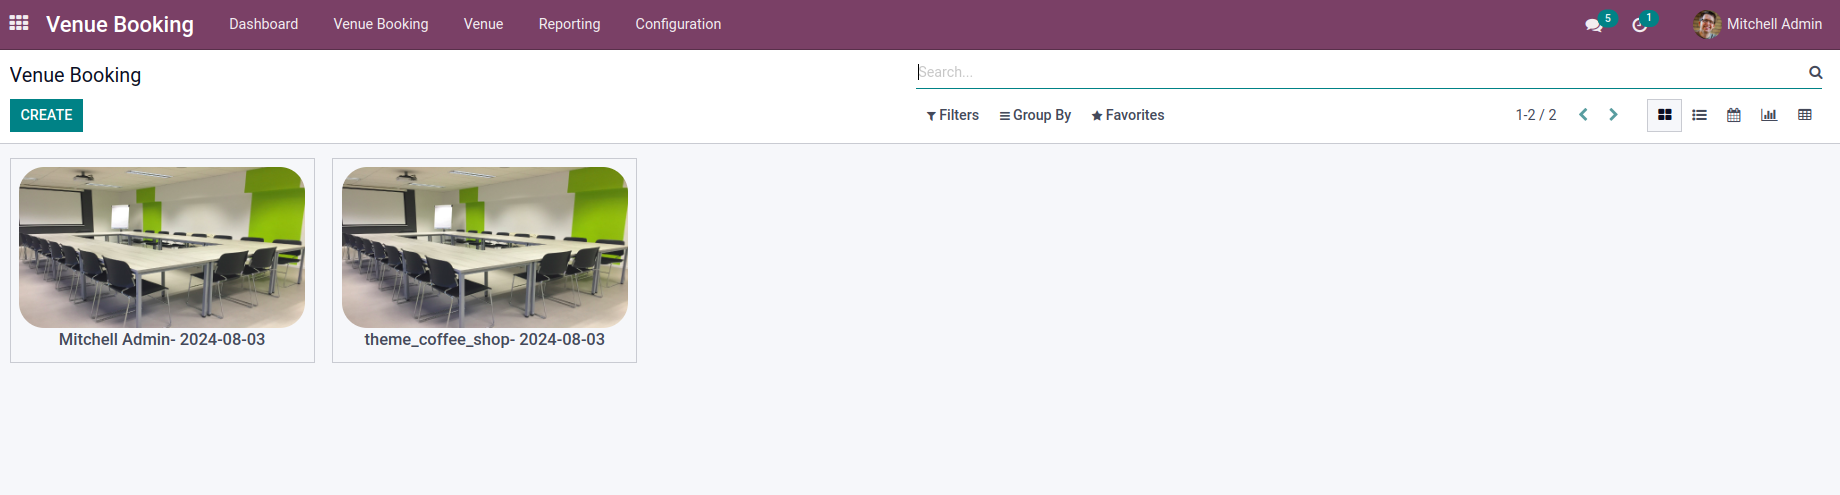 Venue Booking Dashboard Venue Booking Venue Reporting Configuration 5 1 Mitchell Admin
Venue Booking
Search...
CREATE
Filters Group By Favorites 1-2 / 2
Mitchell Admin- 2024-08-03
theme_coffee_shop- 2024-08-03